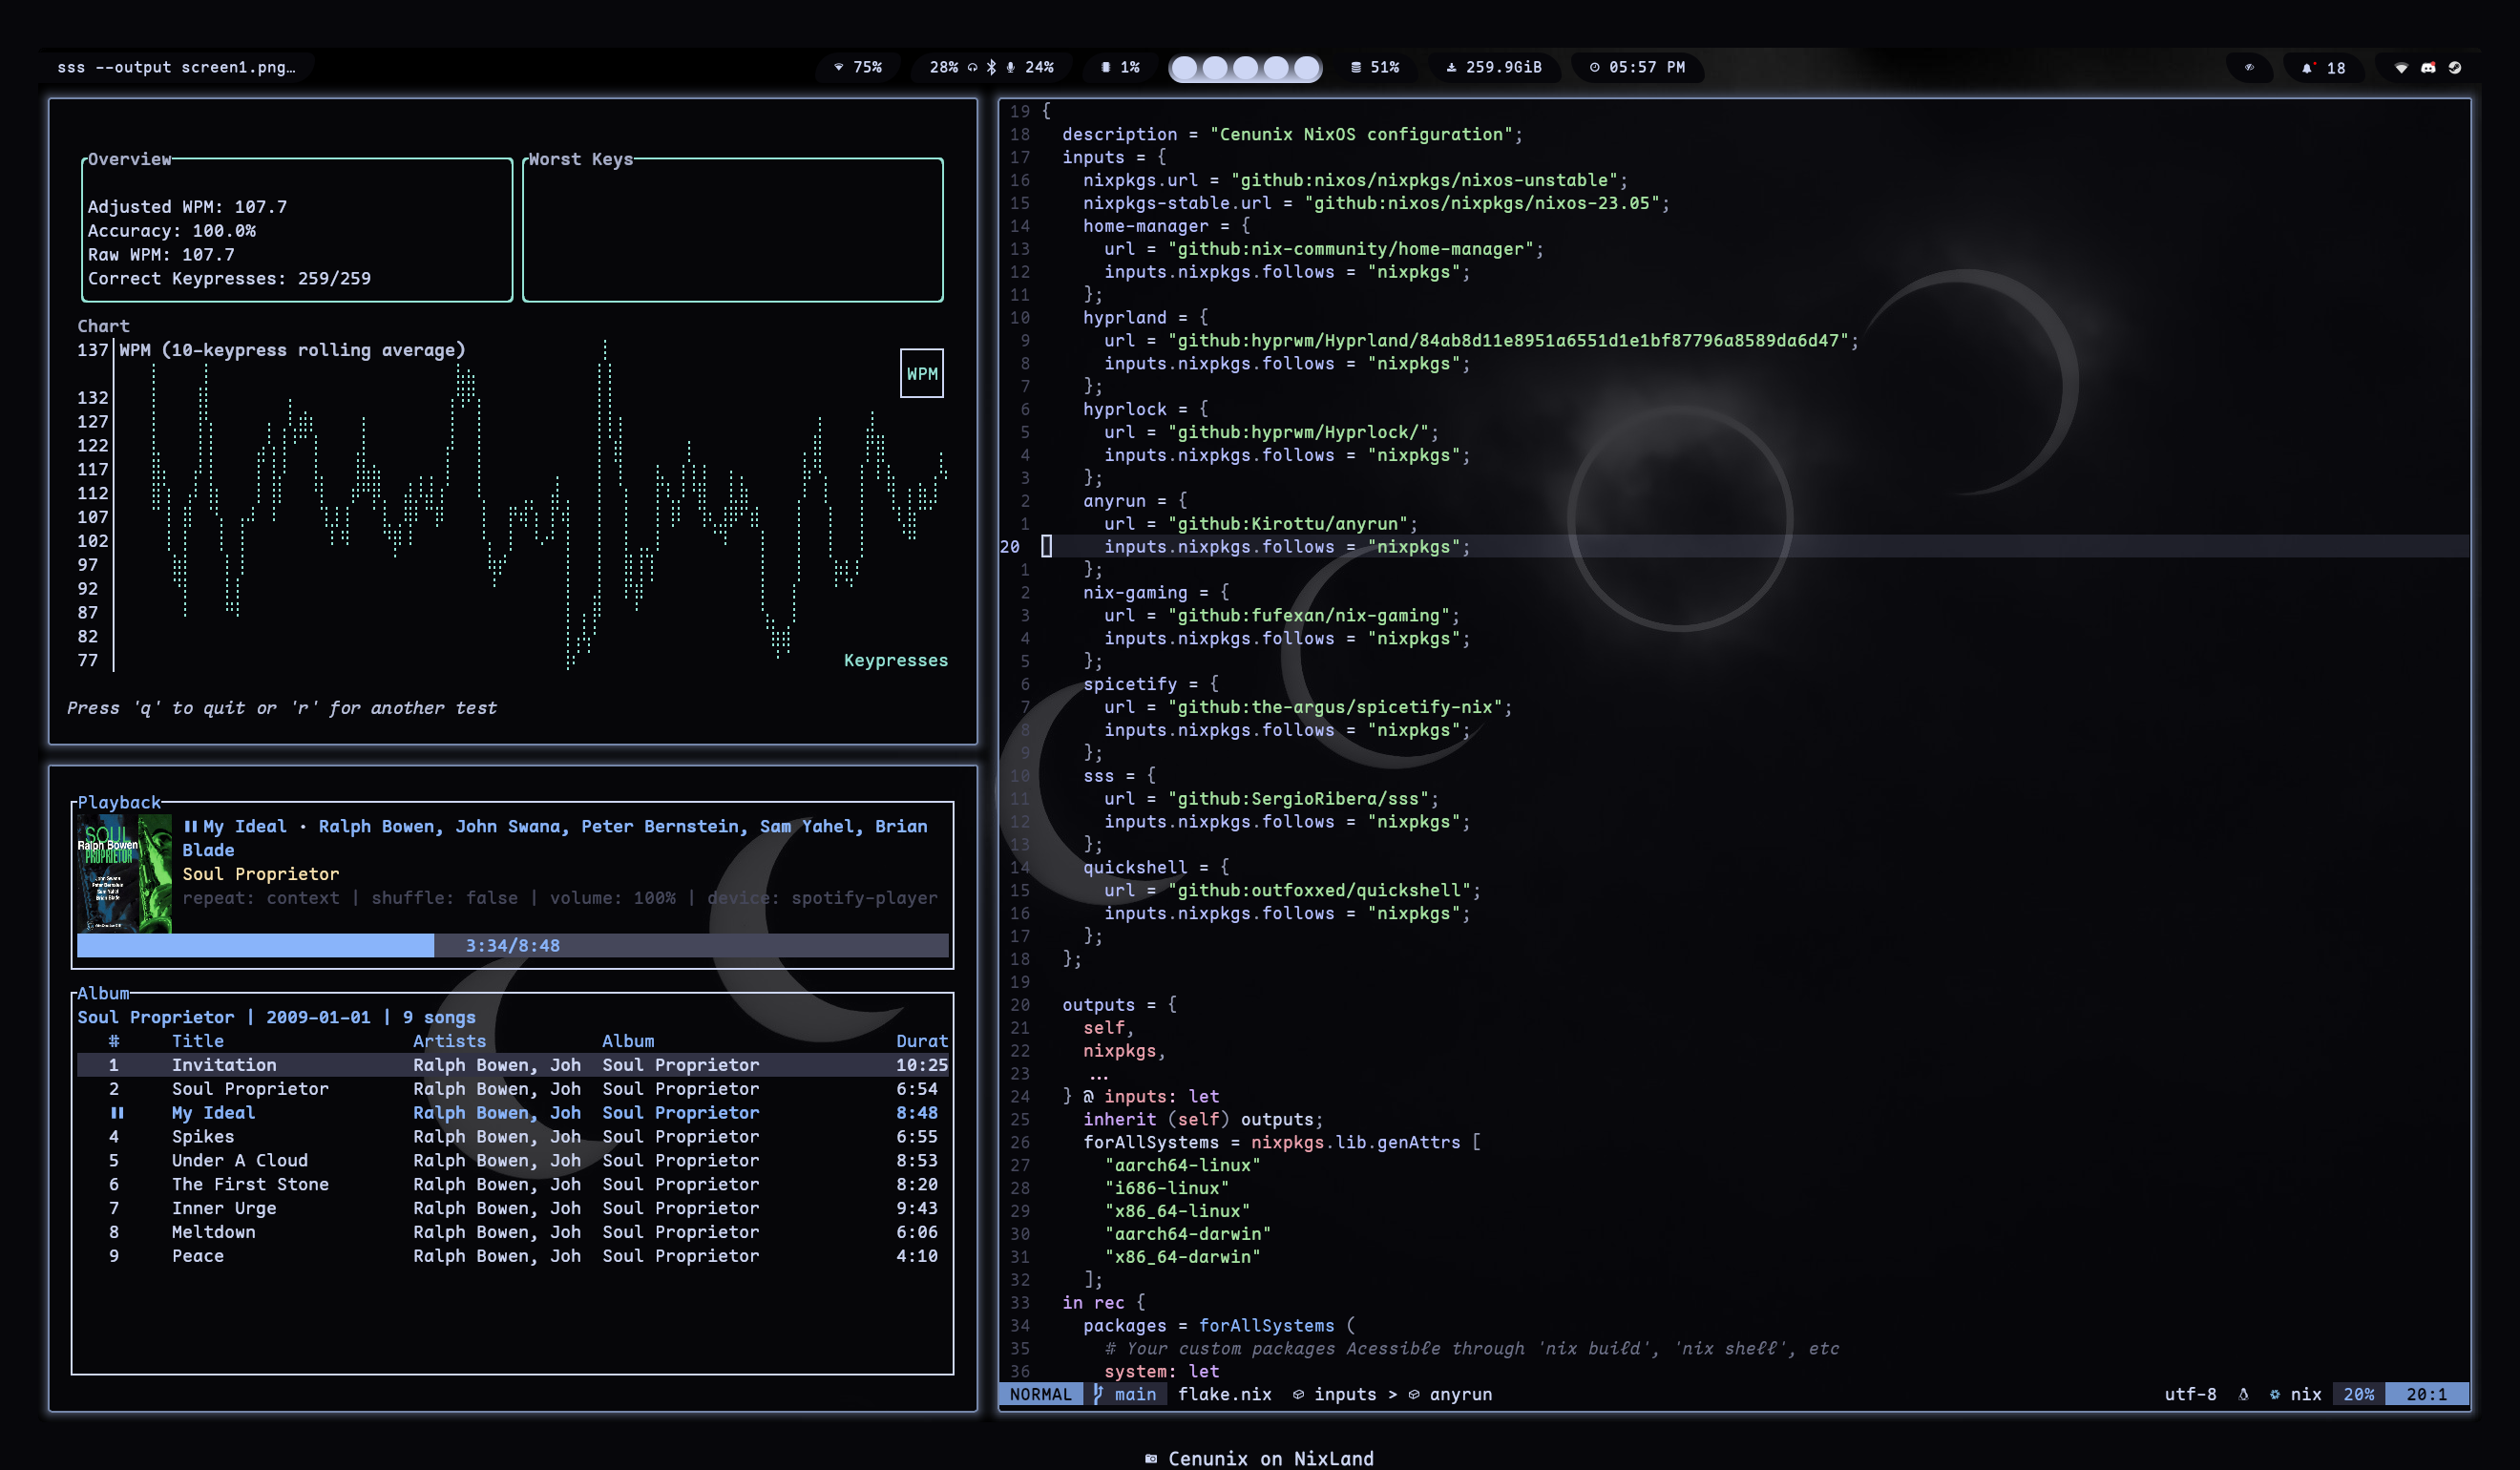 sss --output screen1.png…
75%
28% 24%
1%
51%
259.9GiB
05:57 PM
18
Overview
Adjusted WPM: 107.7
Accuracy: 100.0%
Raw WPM: 107.7
Correct Keypresses: 259/259
Worst Keys
Chart
137 WPM (10-keypress rolling average)
WPM
132
127
122
117
112
107
102
97
92
87
82
77
Keypresses
Press 'q' to quit or 'r' for another test
Playback
SOUL
Ralph Bowen
PROPRIETOR
John Swana
Peter Bernstein
Sam Yahel
Brian Blade
My Ideal • Ralph Bowen, John Swana, Peter Bernstein, Sam Yahel, Brian
Blade
Soul Proprietor
repeat: context | shuffle: false | volume: 100% | device: spotify-player
3:34/8:48
Album
Soul Proprietor | 2009-01-01 | 9 songs
# Title Artists Album Durat
1 Invitation Ralph Bowen, Joh Soul Proprietor 10:25
2 Soul Proprietor Ralph Bowen, Joh Soul Proprietor 6:54
My Ideal Ralph Bowen, Joh Soul Proprietor 8:48
4 Spikes Ralph Bowen, Joh Soul Proprietor 6:55
5 Under A Cloud Ralph Bowen, Joh Soul Proprietor 8:53
6 The First Stone Ralph Bowen, Joh Soul Proprietor 8:20
7 Inner Urge Ralph Bowen, Joh Soul Proprietor 9:43
8 Meltdown Ralph Bowen, Joh Soul Proprietor 6:06
9 Peace Ralph Bowen, Joh Soul Proprietor 4:10
19 {
18 description = "Cenunix NixOS configuration";
17 inputs = {
16 nixpkgs.url = "github:nixos/nixpkgs/nixos-unstable";
15 nixpkgs-stable.url = "github:nixos/nixpkgs/nixos-23.05";
14 home-manager = {
13 url = "github:nix-community/home-manager";
12 inputs.nixpkgs.follows = "nixpkgs";
11 };
10 hyprland = {
9 url = "github:hyprwm/Hyprland/84ab8d11e8951a6551d1e1bf87796a8589da6d47";
8 inputs.nixpkgs.follows = "nixpkgs";
7 };
6 hyprlock = {
5 url = "github:hyprwm/Hyprlock/";
4 inputs.nixpkgs.follows = "nixpkgs";
3 };
2 anyrun = {
1 url = "github:Kirottu/anyrun";
20 inputs.nixpkgs.follows = "nixpkgs";
1 };
2 nix-gaming = {
3 url = "github:fufexan/nix-gaming";
4 inputs.nixpkgs.follows = "nixpkgs";
5 };
6 spicetify = {
7 url = "github:the-argus/spicetify-nix";
8 inputs.nixpkgs.follows = "nixpkgs";
9 };
10 sss = {
11 url = "github:SergioRibera/sss";
12 inputs.nixpkgs.follows = "nixpkgs";
13 };
14 quickshell = {
15 url = "github:outfoxxed/quickshell";
16 inputs.nixpkgs.follows = "nixpkgs";
17 };
18 };
19
20 outputs = {
21 self,
22 nixpkgs,
23 ...
24 } @ inputs: let
25 inherit (self) outputs;
26 forAllSystems = nixpkgs.lib.genAttrs [
27 "aarch64-linux"
28 "i686-linux"
29 "x86_64-linux"
30 "aarch64-darwin"
31 "x86_64-darwin"
32 ];
33 in rec {
34 packages = forAllSystems (
35 # Your custom packages Acessible through 'nix build', 'nix shell', etc
36 system: let
NORMAL main flake.nix inputs > anyrun utf-8 nix 20% 20:1
Cenunix on NixLand